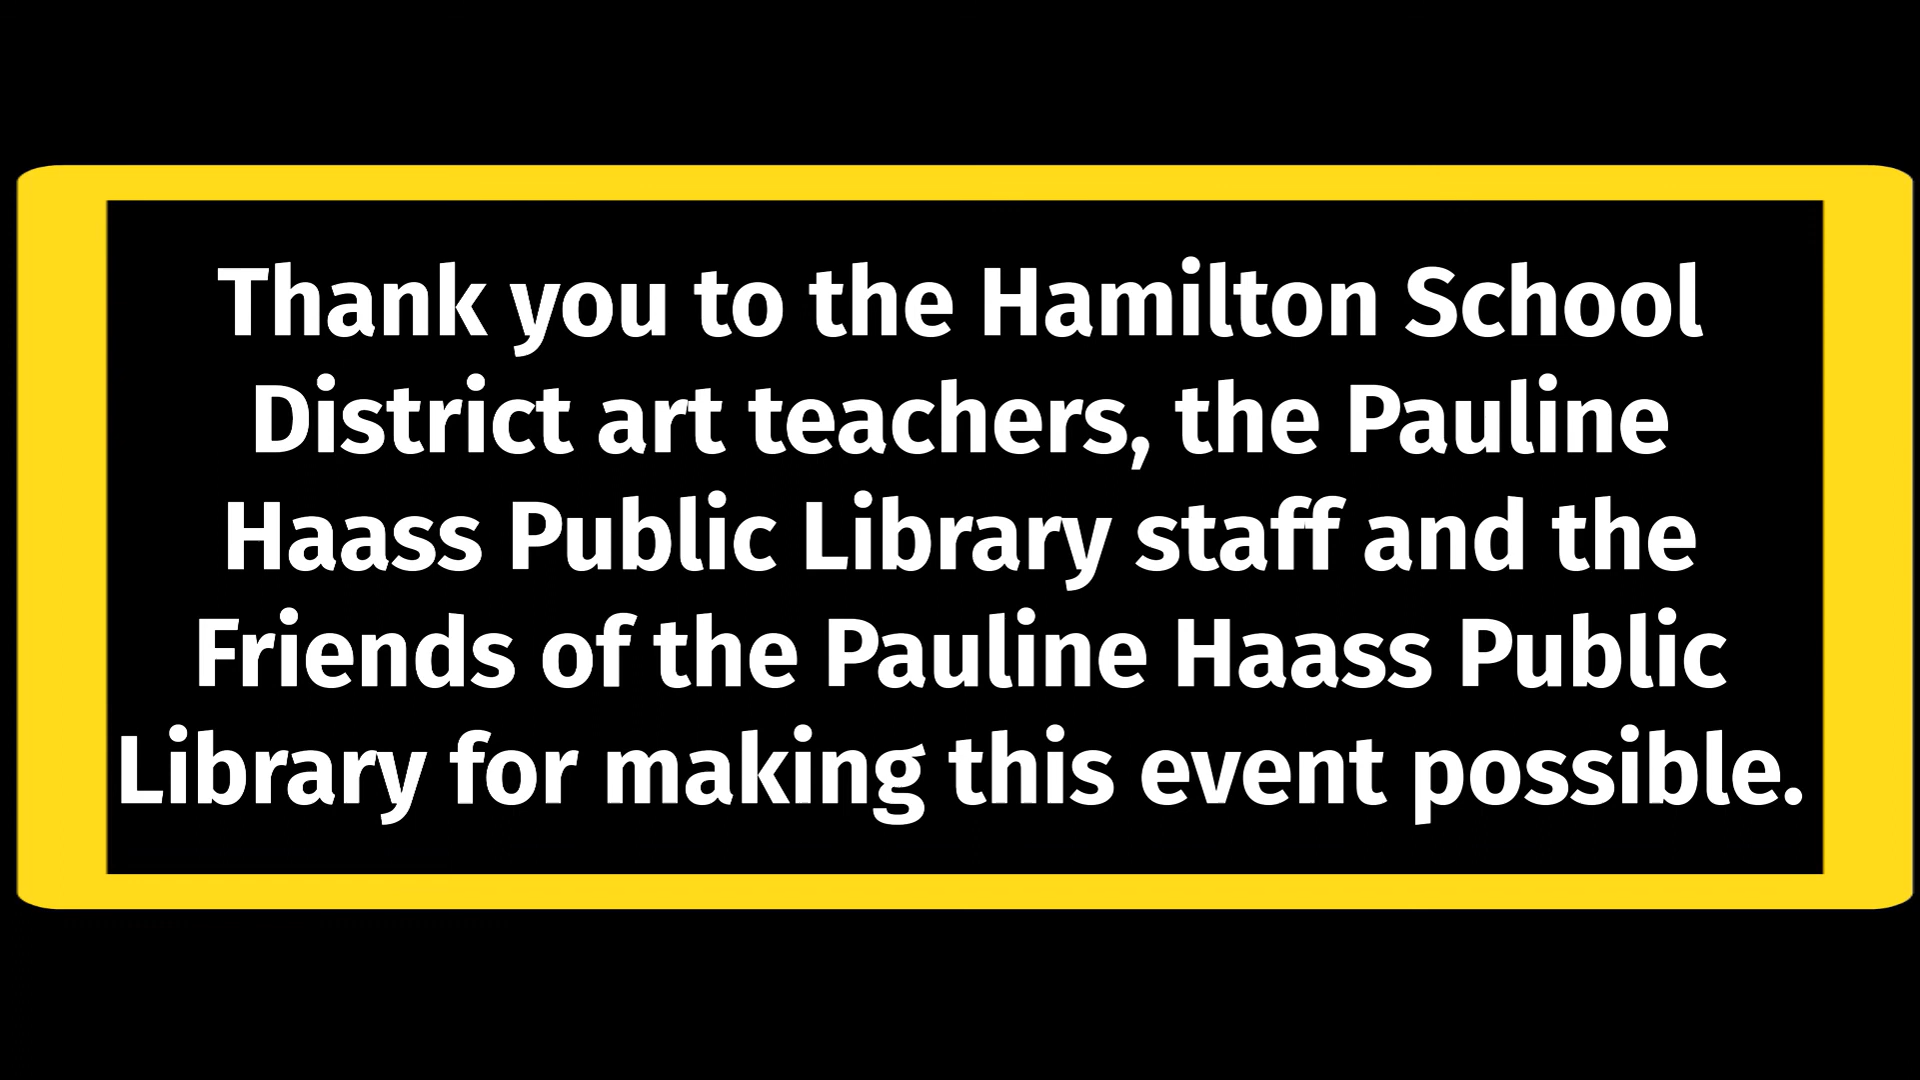 Thank you to the Hamilton School
District art teachers, the Pauline
Haass Public Library staff and the
Friends of the Pauline Haass Public
Library for making this event possible.